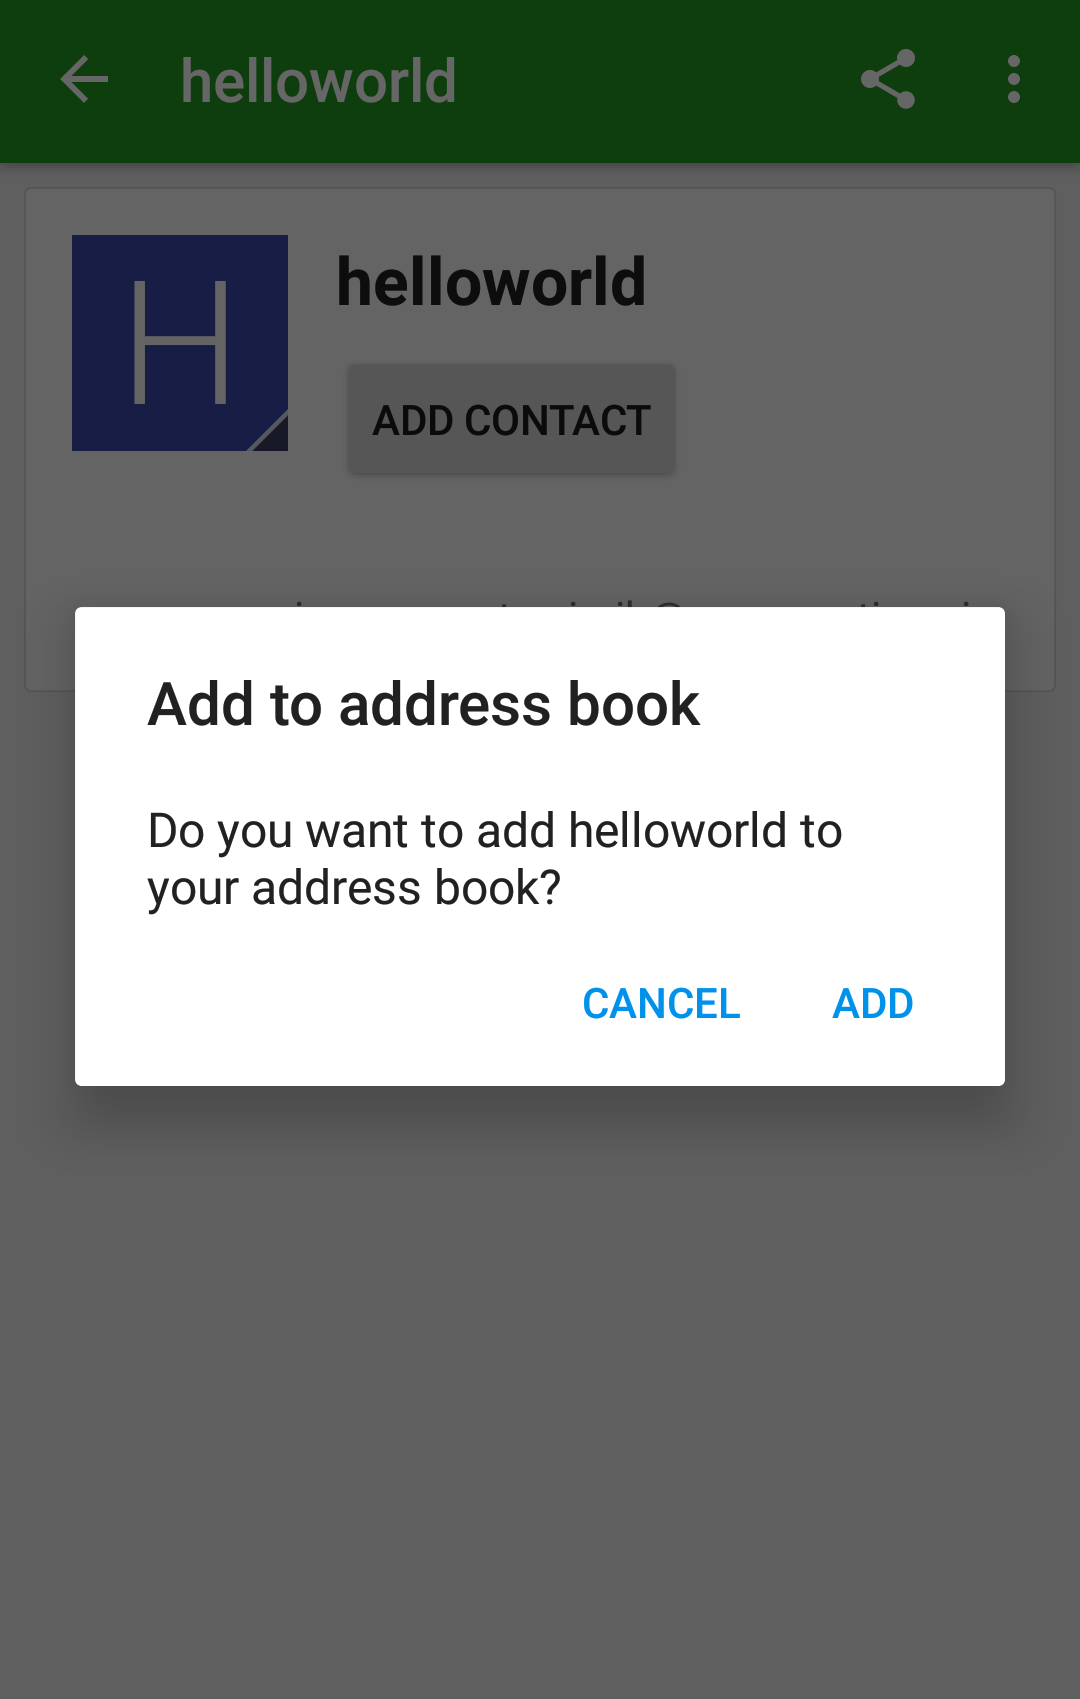 helloworld
H
helloworld
ADD CONTACT
Add to address book
Do you want to add helloworld to
your address book?
CANCEL
ADD